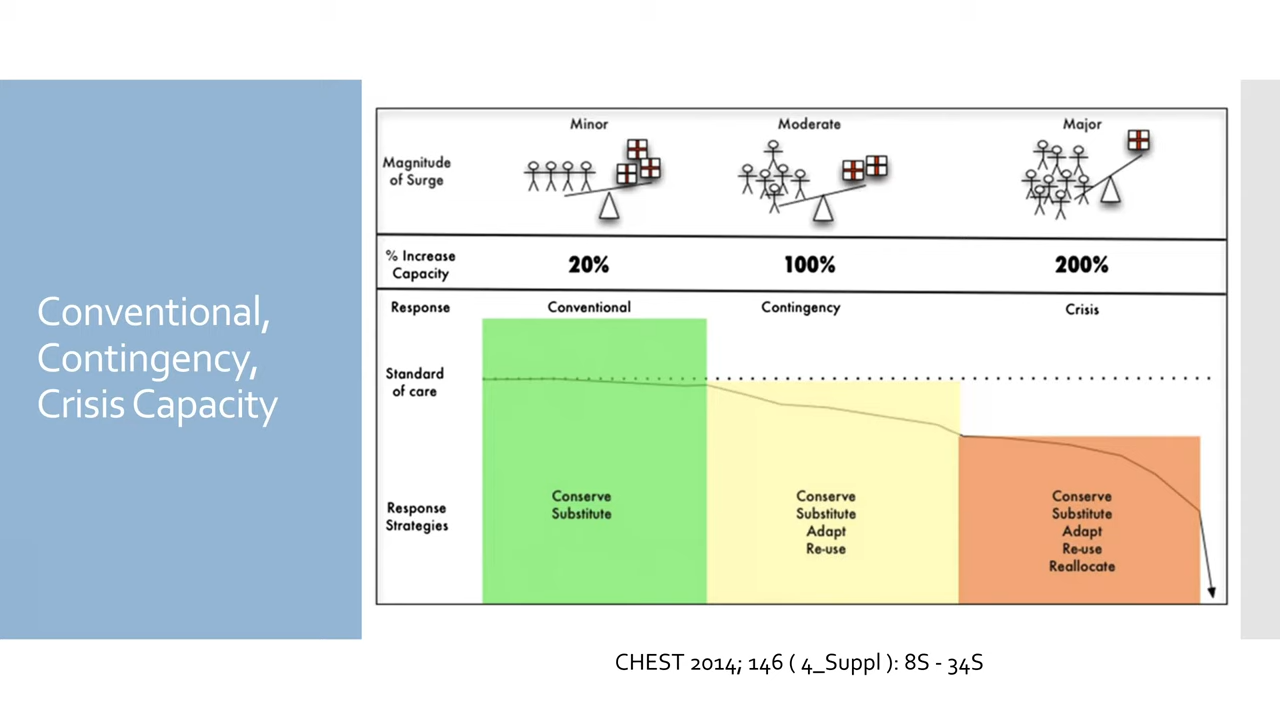 Conventional,
Contingency,
Crisis Capacity
Minor Moderate Major
Magnitude
of Surge
% Increase
Capacity
20% 100% 200%
Response Conventional Contingency Crisis
Standard
of care
Response
Strategies
Conserve
Substitute
Conserve
Substitute
Adapt
Re-use
Conserve
Substitute
Adapt
Re-use
Reallocate
CHEST 2014; 146 ( 4_Suppl ): 8S - 34S